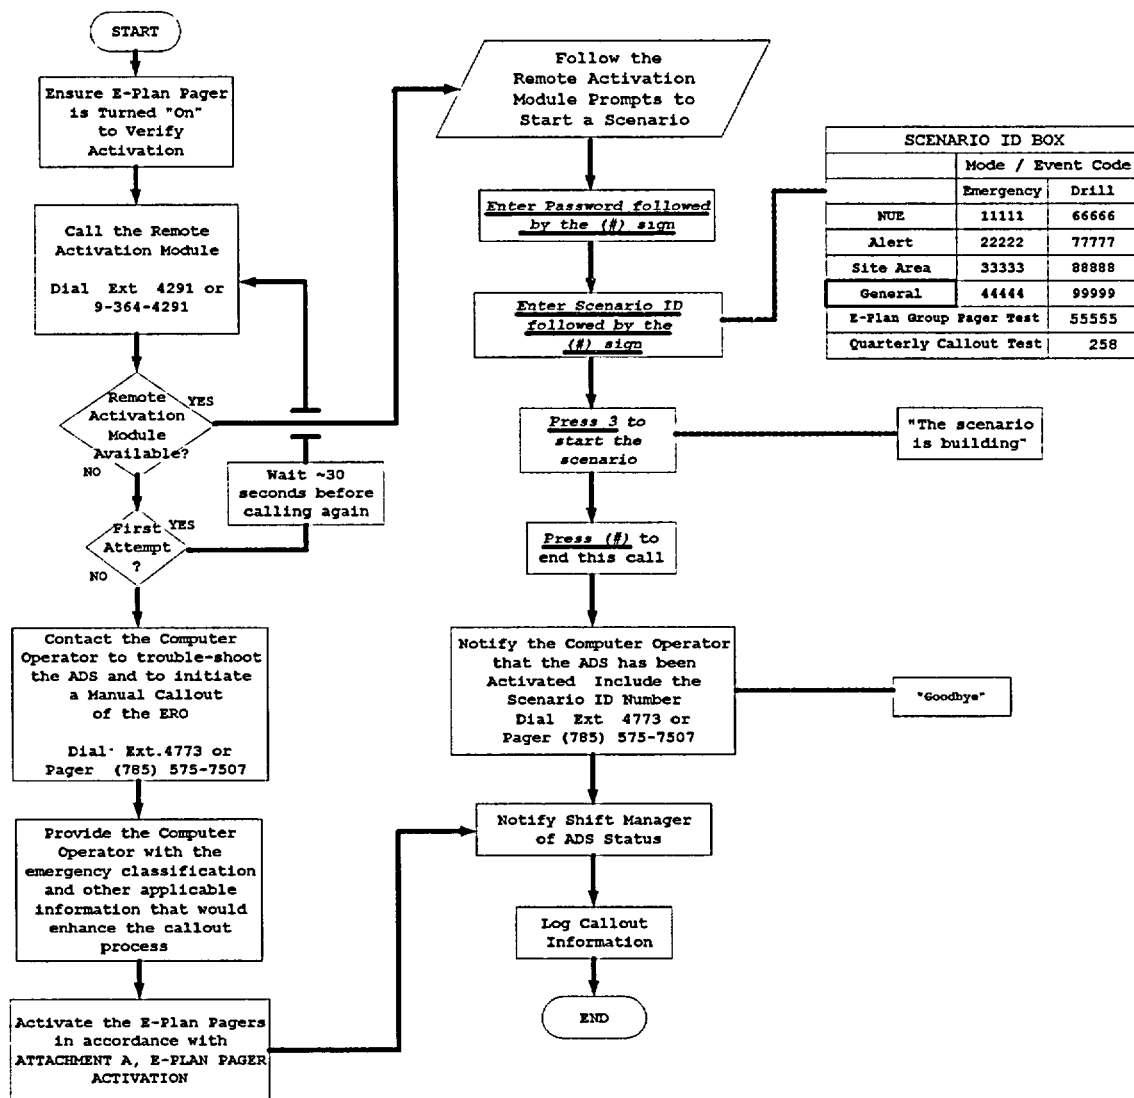 START
Ensure E-Plan Pager
is Turned "On"
to Verify
Activation
Call the Remote
Activation Module
Dial Ext 4291 or
9-364-4291
Remote
Activation
Module
Available?
YES
NO
First
Attempt
?
YES
NO
Wait ~30
seconds before
calling again
Contact the Computer
Operator to trouble-shoot
the ADS and to initiate
a Manual Callout
of the ERO
Dial Ext.4773 or
Pager (785) 575-7507
Provide the Computer
Operator with the
emergency classification
and other applicable
information that would
enhance the callout
process
Activate the E-Plan Pagers
in accordance with
ATTACHMENT A, E-PLAN PAGER
ACTIVATION
Follow the
Remote Activation
Module Prompts to
Start a Scenario
Enter Password followed
by the (#) sign
Enter Scenario ID
followed by the
(#) sign
Press 3 to
start the
scenario
Press (#) to
end this call
Notify the Computer Operator
that the ADS has been
Activated Include the
Scenario ID Number
Dial Ext 4773 or
Pager (785) 575-7507
Notify Shift Manager
of ADS Status
Log Callout
Information
END
SCENARIO ID BOX
Mode / Event Code
Emergency Drill
NUE 11111 66666
Alert 22222 77777
Site Area 33333 88888
General 44444 99999
E-Plan Group Pager Test 55555
Quarterly Callout Test 258
"The scenario
is building"
"Goodbye"